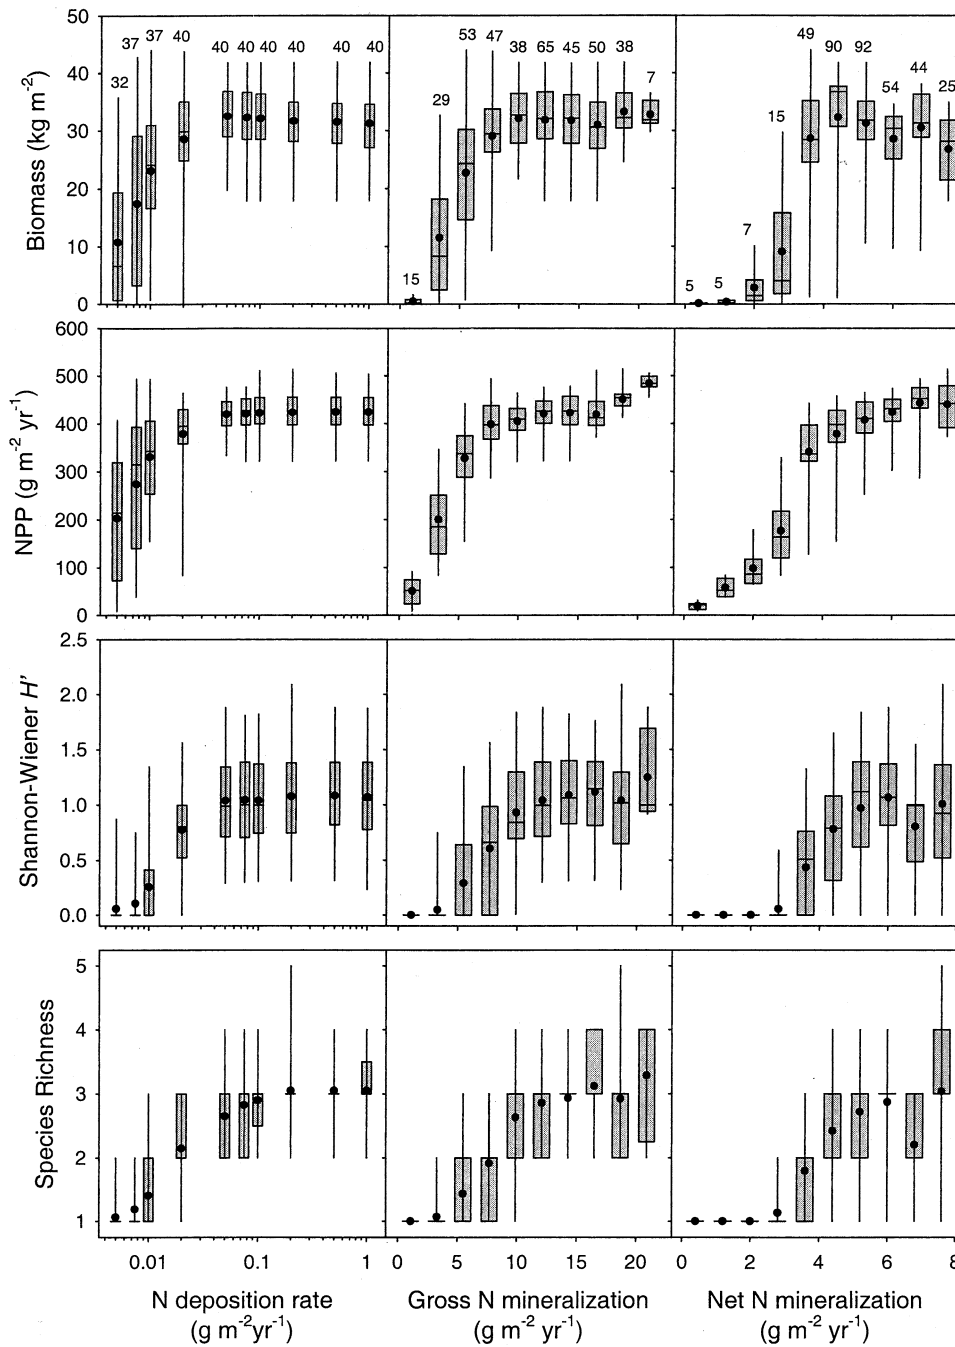 37 37 40 53 47 49 90 92
50
32 40 40 40 40 40 40 29 38 65 45 50 38 7 15 54 44 25
40
Biomass (kg m-2)
30
20
7
10
15 5 5
0
600
NPP (g m-2 yr-1)
500
400
300
200
100
0
2.5
Shannon-Wiener H'
2.0
1.5
1.0
0.5
0.0
5
Species Richness
4
3
2
1
0.01 0.1 1 0 5 10 15 20 0 2 4 6 8
N deposition rate Gross N mineralization Net N mineralization
(g m-2yr-1) (g m-2 yr-1) (g m-2 yr-1)